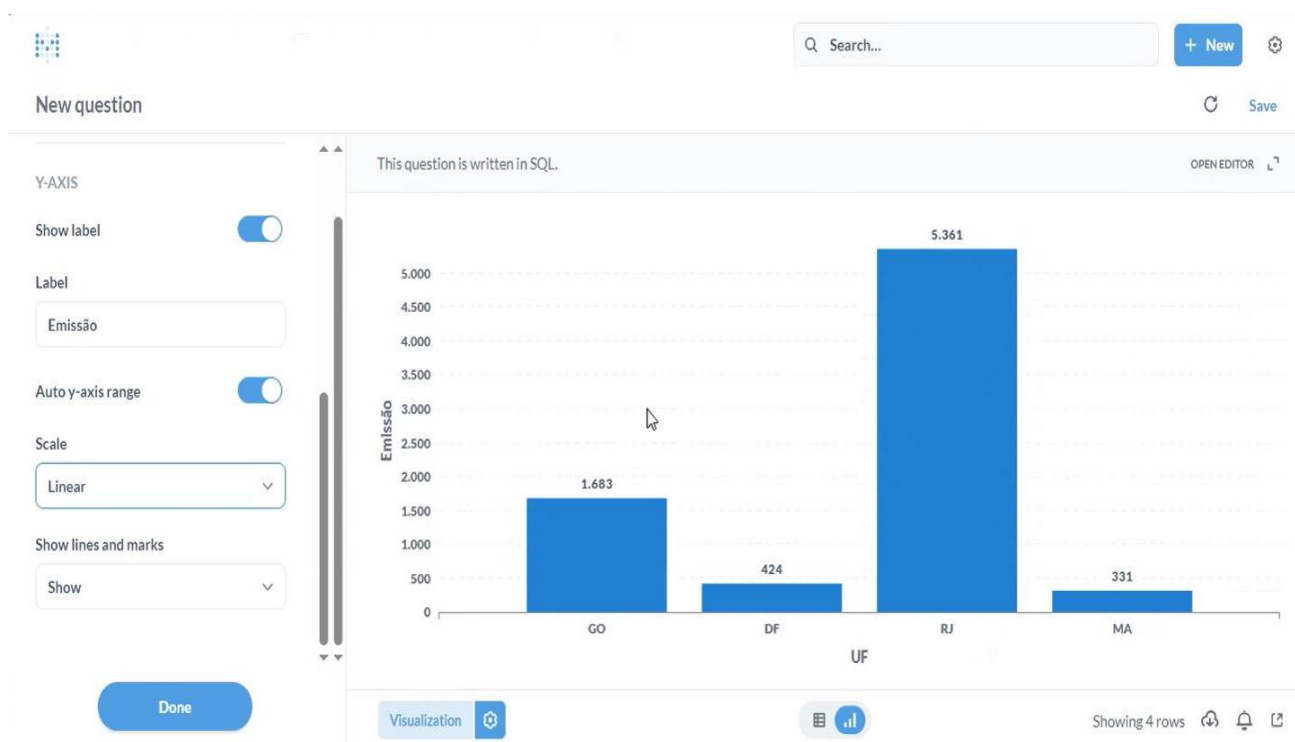 Search...
+ New
New question
Save
Y-AXIS
Show label
Label
Emissão
Auto y-axis range
Scale
Linear
Show lines and marks
Show
Done
This question is written in SQL.
OPEN EDITOR
5.361
5.000
4.500
4.000
3.500
3.000
2.500
2.000
1.683
1.500
1.000
424
500
331
0
Emissão
GO DF RJ MA
UF
Visualization
Showing 4 rows